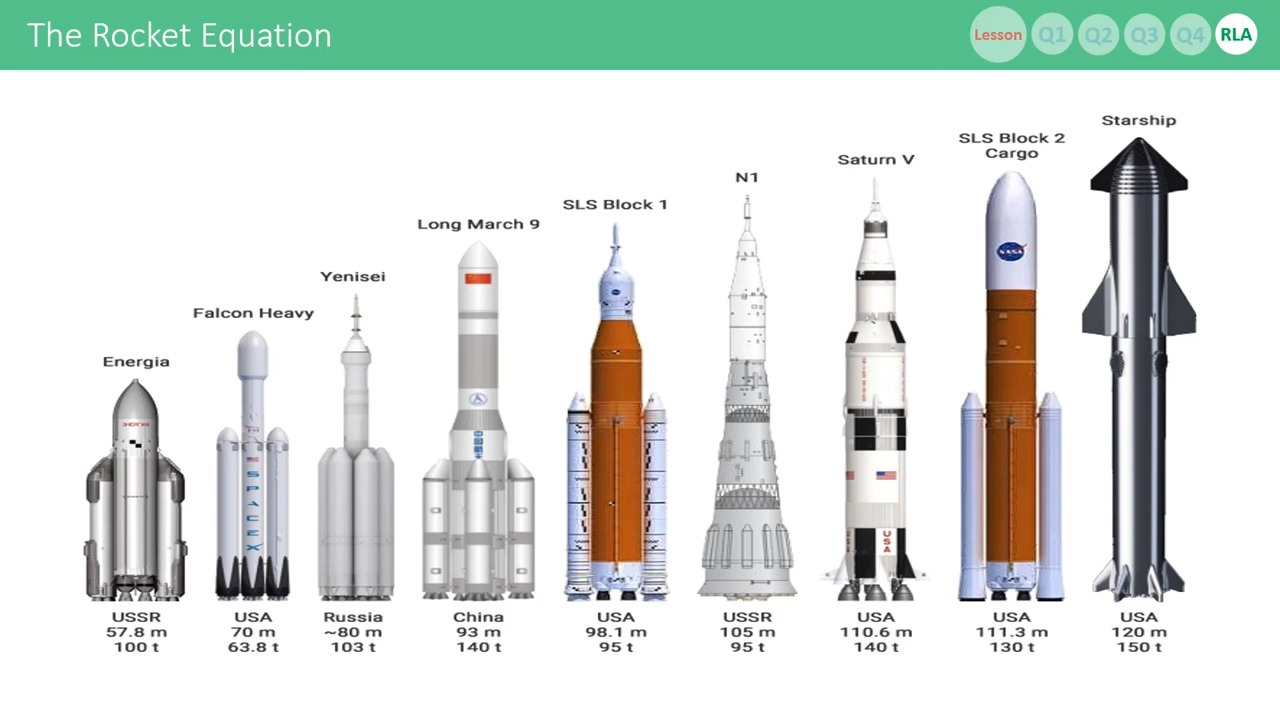 The Rocket Equation
Lesson
Q1
Q2
Q3
Q4
RLA
Energia
USSR
57.8 m
100 t
Falcon Heavy
SPACEX
USA
70 m
63.8 t
Yenisei
Russia
~80 m
103 t
Long March 9
China
93 m
140 t
SLS Block 1
USA
98.1 m
95 t
N1
USSR
105 m
95 t
Saturn V
USA
USA
110.6 m
140 t
SLS Block 2
Cargo
NASA
USA
111.3 m
130 t
Starship
USA
120 m
150 t